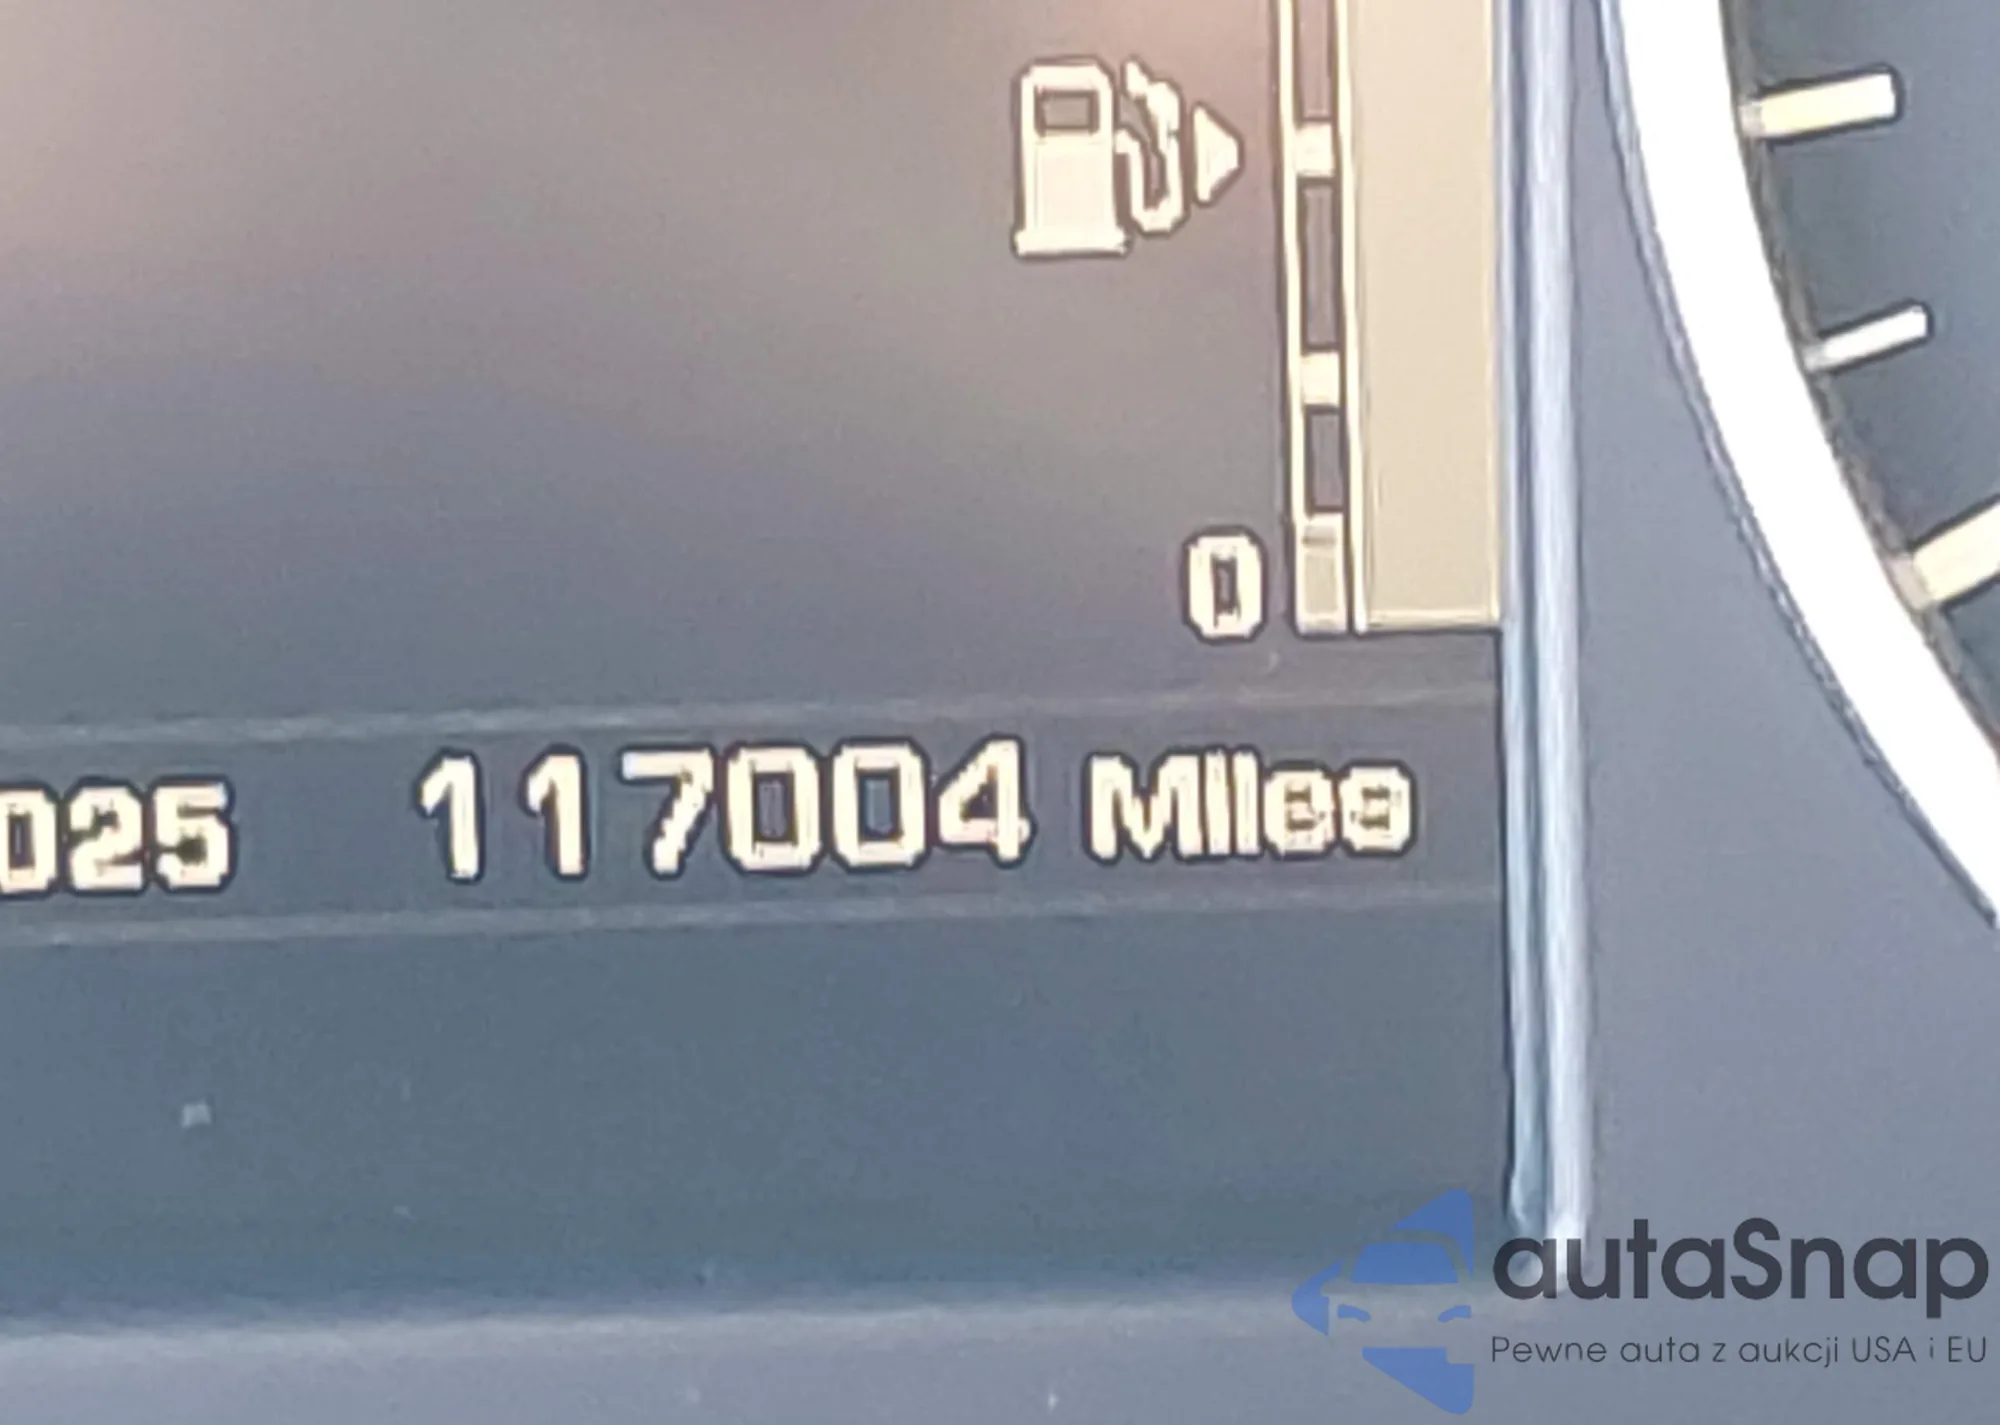 0
025 117004 Miles
autaSnap
Pewne auta z aukcji USA i EU